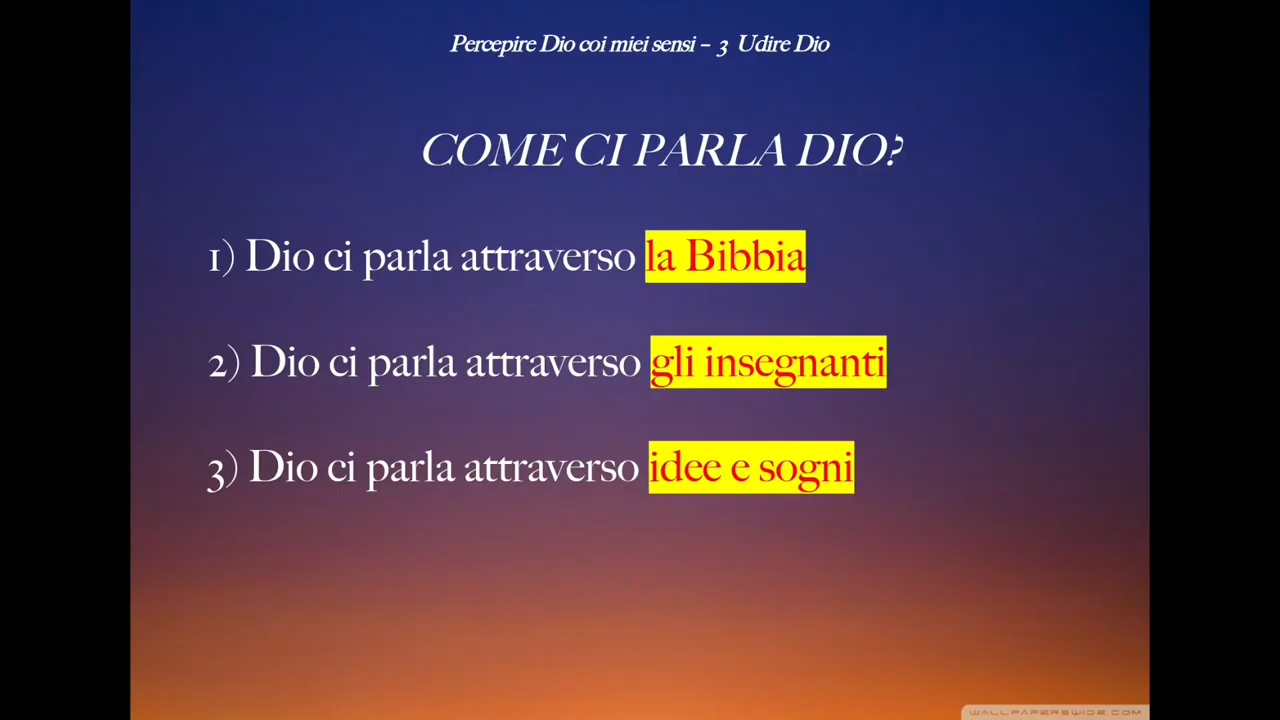 Percepire Dio coi miei sensi – 3 Udire Dio
COME CI PARLA DIO?
1) Dio ci parla attraverso la Bibbia
2) Dio ci parla attraverso gli insegnanti
3) Dio ci parla attraverso idee e sogni
WALLPAPERSWIDE.COM